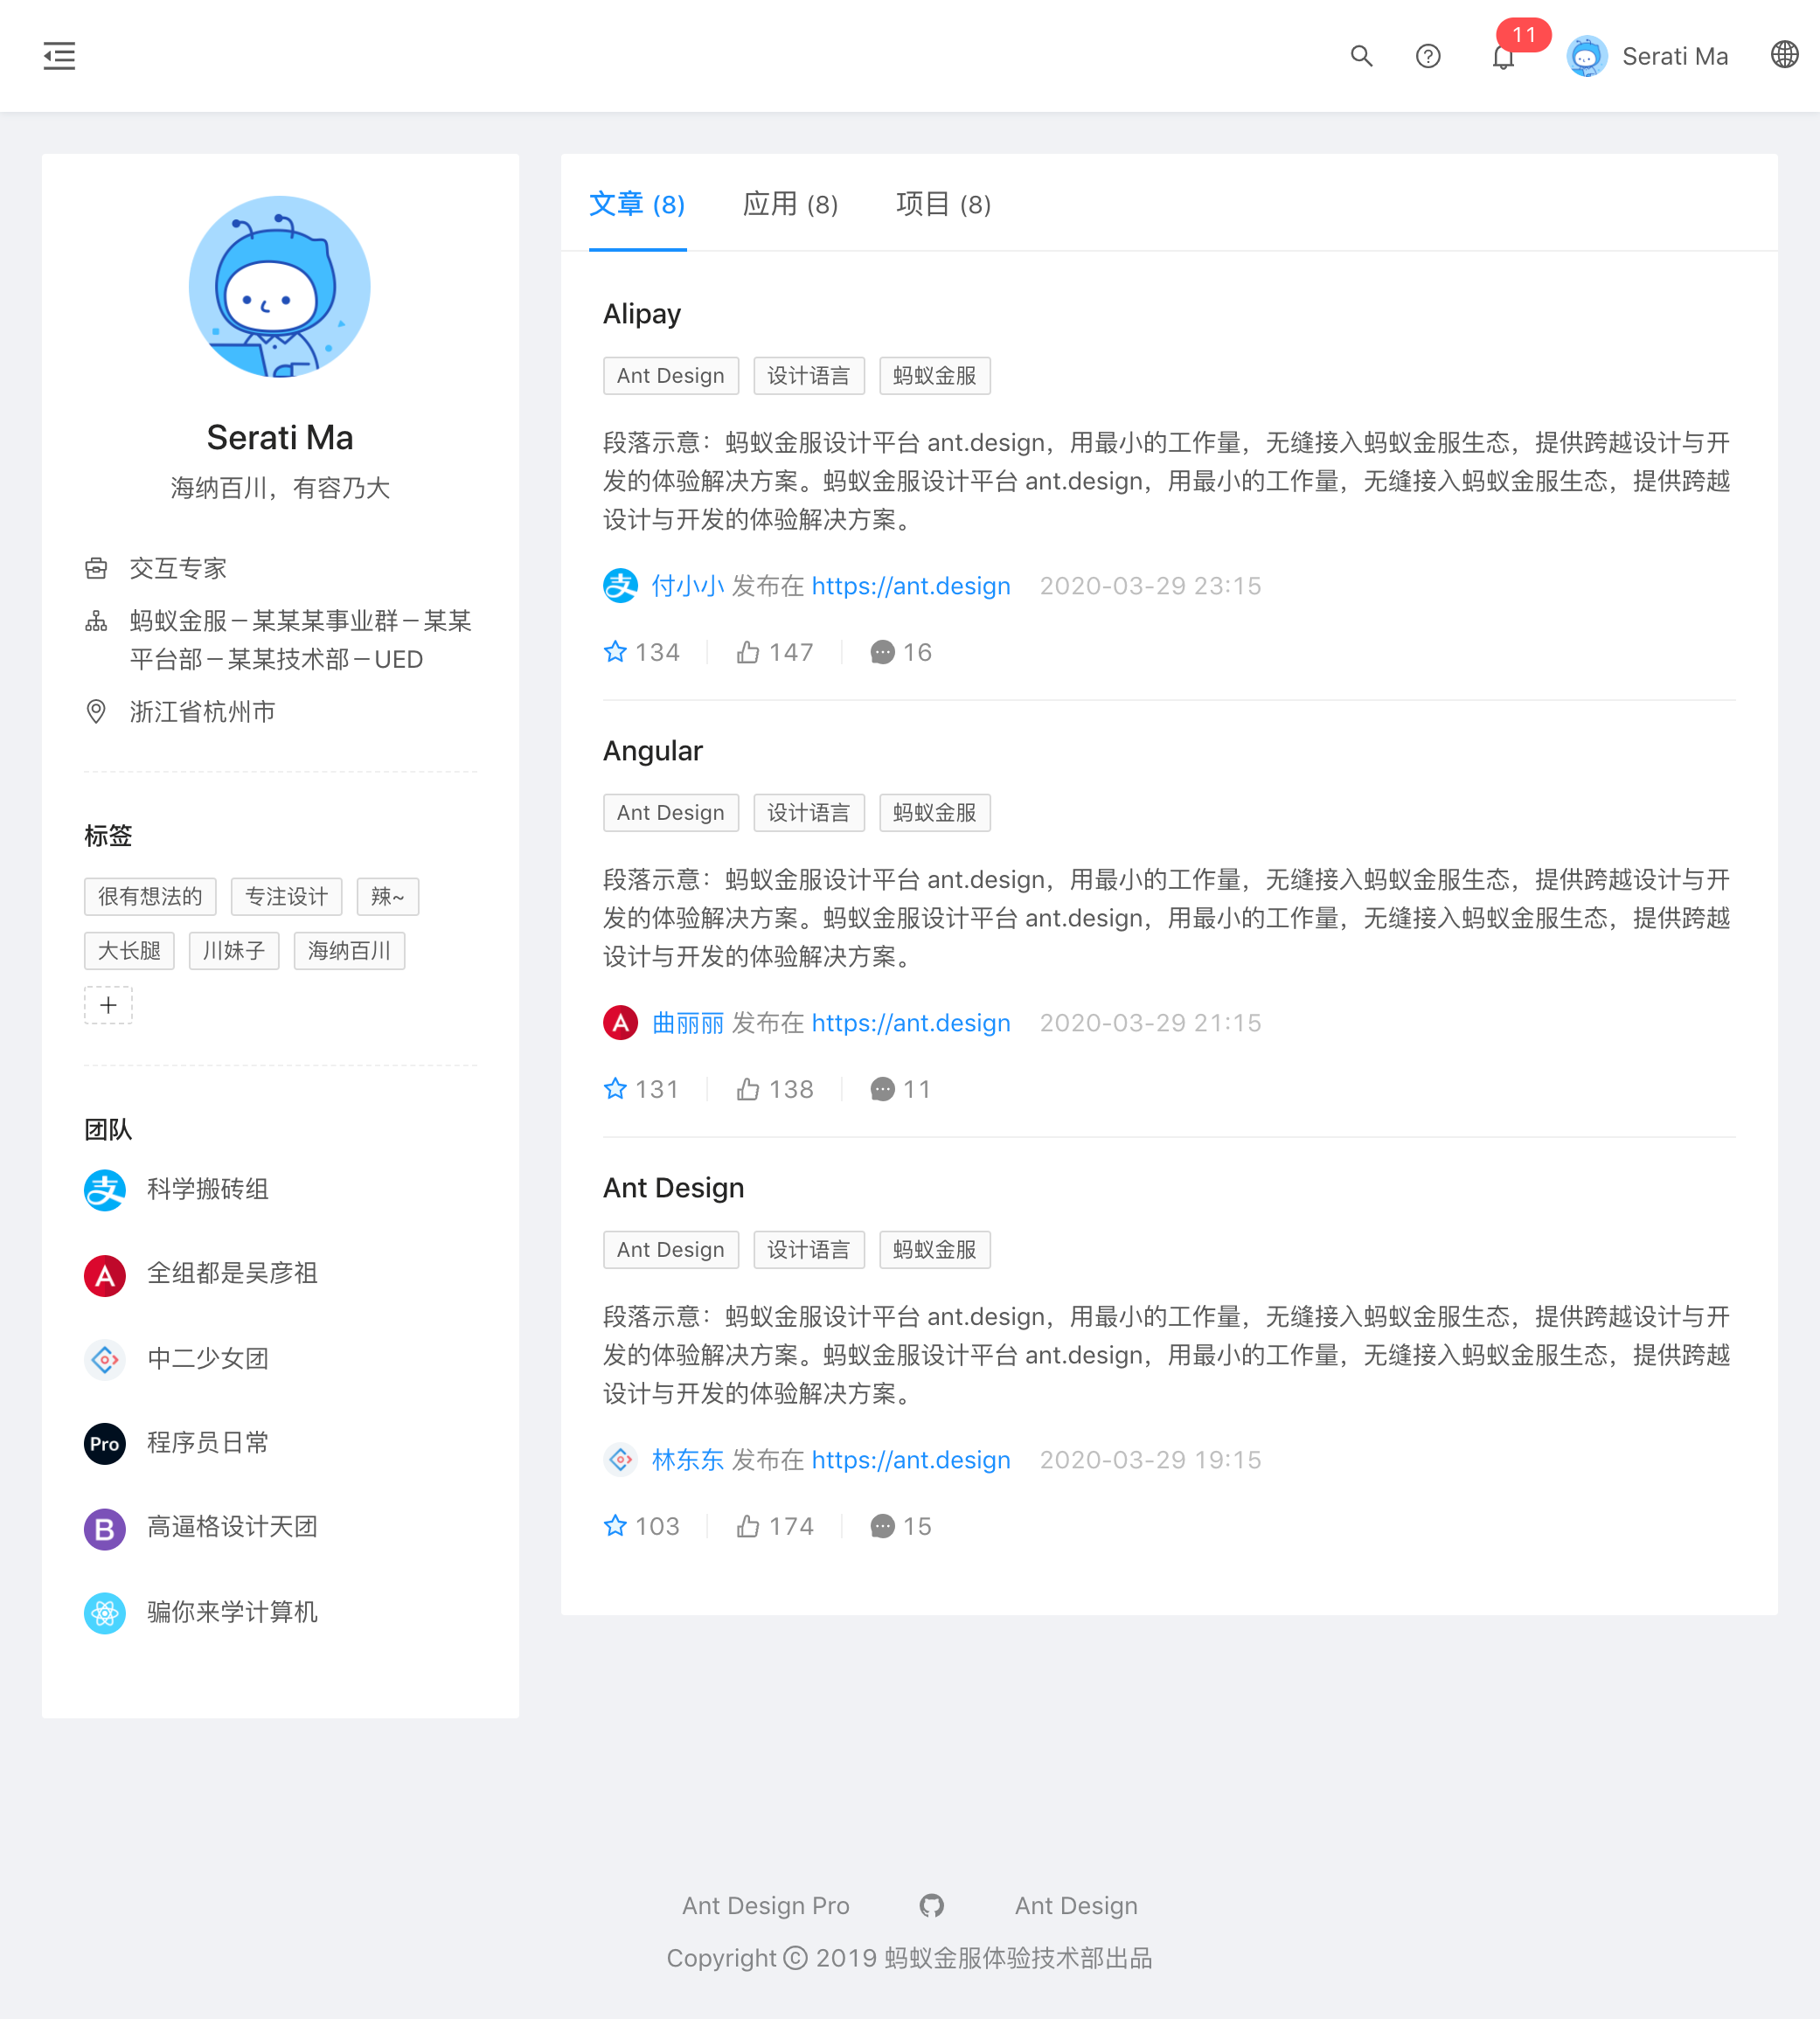 11
Serati Ma
Serati Ma
海纳百川，有容乃大
交互专家
蚂蚁金服－某某某事业群－某某
平台部－某某技术部－UED
浙江省杭州市
标签
很有想法的 专注设计 辣~
大长腿 川妹子 海纳百川
+
团队
支 科学搬砖组
A 全组都是吴彦祖
中二少女团
Pro 程序员日常
B 高逼格设计天团
骗你来学计算机
文章 (8) 应用 (8) 项目 (8)
Alipay
Ant Design 设计语言 蚂蚁金服
段落示意：蚂蚁金服设计平台 ant.design，用最小的工作量，无缝接入蚂蚁金服生态，提供跨越设计与开
发的体验解决方案。蚂蚁金服设计平台 ant.design，用最小的工作量，无缝接入蚂蚁金服生态，提供跨越
设计与开发的体验解决方案。
支 付小小 发布在 https://ant.design 2020-03-29 23:15
134 147 16
Angular
Ant Design 设计语言 蚂蚁金服
段落示意：蚂蚁金服设计平台 ant.design，用最小的工作量，无缝接入蚂蚁金服生态，提供跨越设计与开
发的体验解决方案。蚂蚁金服设计平台 ant.design，用最小的工作量，无缝接入蚂蚁金服生态，提供跨越
设计与开发的体验解决方案。
A 曲丽丽 发布在 https://ant.design 2020-03-29 21:15
131 138 11
Ant Design
Ant Design 设计语言 蚂蚁金服
段落示意：蚂蚁金服设计平台 ant.design，用最小的工作量，无缝接入蚂蚁金服生态，提供跨越设计与开
发的体验解决方案。蚂蚁金服设计平台 ant.design，用最小的工作量，无缝接入蚂蚁金服生态，提供跨越
设计与开发的体验解决方案。
林东东 发布在 https://ant.design 2020-03-29 19:15
103 174 15
Ant Design Pro Ant Design
Copyright © 2019 蚂蚁金服体验技术部出品